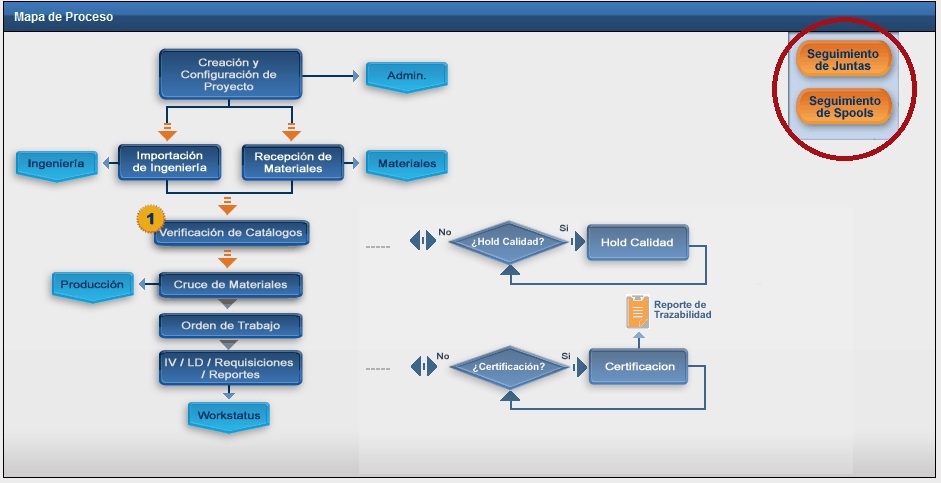 Mapa de Proceso
Seguimiento
de Juntas
Seguimiento
de Spools
Creación y
Configuración de
Proyecto
Admin.
Ingeniería
Importación
de Ingeniería
Recepción de
Materiales
Materiales
1
Verificación de Catálogos
No
¿Hold Calidad?
Si
Hold Calidad
Producción
Cruce de Materiales
Orden de Trabajo
Reporte de
Trazabilidad
IV / LD / Requisiciones
/ Reportes
No
¿Certificación?
Si
Certificacion
Workstatus